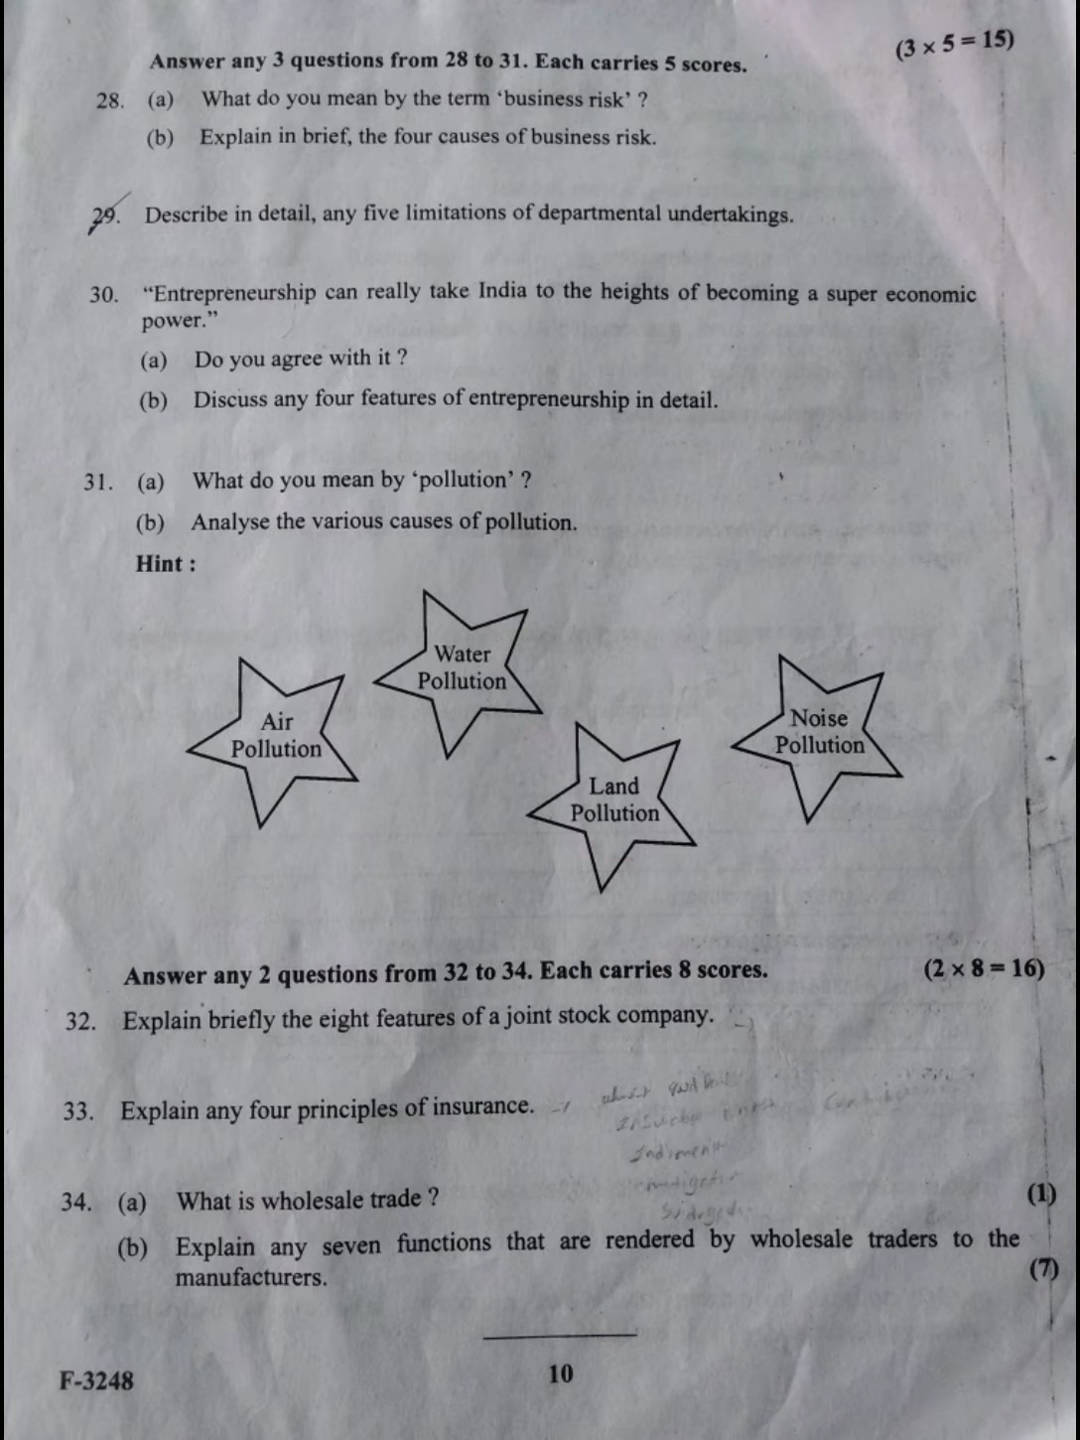 (3 × 5 = 15)
Answer any 3 questions from 28 to 31. Each carries 5 scores.
28. (a) What do you mean by the term ‘business risk’ ?
(b) Explain in brief, the four causes of business risk.
29. Describe in detail, any five limitations of departmental undertakings.
30. “Entrepreneurship can really take India to the heights of becoming a super economic
power.”
(a) Do you agree with it ?
(b) Discuss any four features of entrepreneurship in detail.
31. (a) What do you mean by ‘pollution’ ?
(b) Analyse the various causes of pollution.
Hint :
Water
Pollution
Air
Pollution
Noise
Pollution
Land
Pollution
Answer any 2 questions from 32 to 34. Each carries 8 scores. (2 × 8 = 16)
32. Explain briefly the eight features of a joint stock company.
33. Explain any four principles of insurance.
34. (a) What is wholesale trade ? (1)
(b) Explain any seven functions that are rendered by wholesale traders to the
manufacturers. (7)
F-3248 10